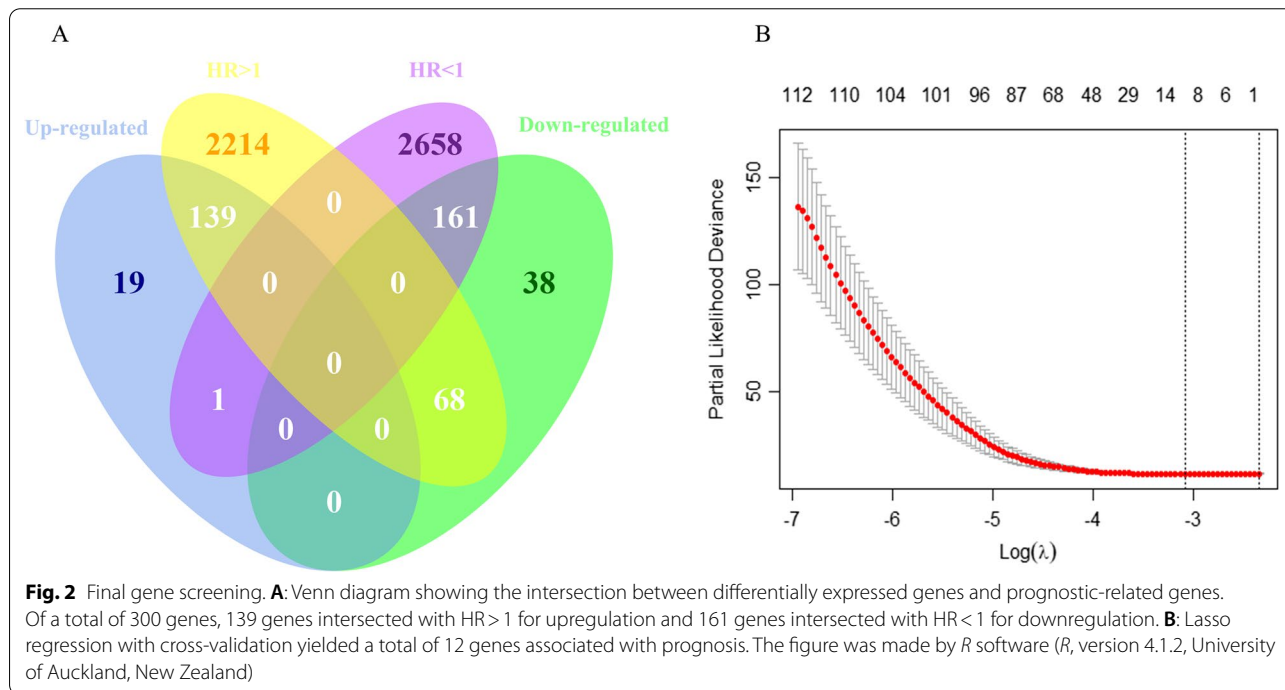 A
HR>1
HR<1
Up-regulated
Down-regulated
2214
2658
0
139
161
19
0
0
38
0
1
68
0
0
0
B
112 110 104 101 96 87 68 48 29 14 8 6 1
Partial Likelihood Deviance
150
100
50
-7 -6 -5 -4 -3
Log(λ)
Fig. 2 Final gene screening. A: Venn diagram showing the intersection between differentially expressed genes and prognostic-related genes.
Of a total of 300 genes, 139 genes intersected with HR > 1 for upregulation and 161 genes intersected with HR < 1 for downregulation. B: Lasso
regression with cross-validation yielded a total of 12 genes associated with prognosis. The figure was made by R software (R, version 4.1.2, University
of Auckland, New Zealand)